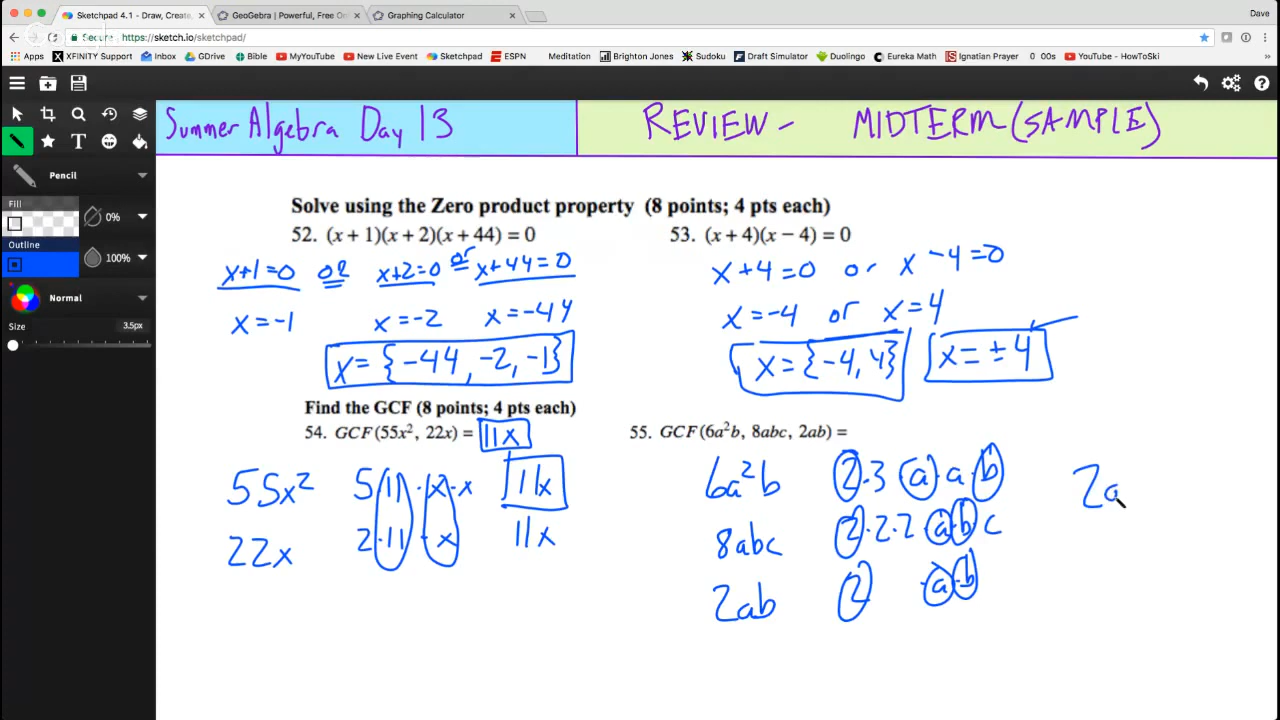 Sketchpad 4.1 - Draw, Create,
GeoGebra | Powerful, Free On
Graphing Calculator
Dave
Secure https://sketch.io/sketchpad/
Apps XFINITY Support Inbox GDrive Bible MyYouTube New Live Event Sketchpad ESPN Meditation Brighton Jones Sudoku Draft Simulator Duolingo Eureka Math Ignatian Prayer 0 00s YouTube - HowToSki »
Summer Algebra Day 13
REVIEW - MIDTERM (SAMPLE)
Pencil
Fill
0%
Outline
100%
Normal
Size
3.5px
Solve using the Zero product property (8 points; 4 pts each)
52. (x + 1)(x + 2)(x + 44) = 0
53. (x + 4)(x − 4) = 0
x+1=0 or x+2=0 or x+44=0
x+4=0 or x-4=0
x=-1 x=-2 x=-44
x=-4 or x=4
x= {-44, -2, -1}
x= {-4, 4}
x= ±4
Find the GCF (8 points; 4 pts each)
54. GCF(55x², 22x) = 11x
55. GCF(6a²b, 8abc, 2ab) =
55x² 5·11·x·x 11x
22x 2·11·x 11x
6a²b 2·3·a·a·b
8abc 2·2·2·a·b·c
2ab 2·a·b
2a